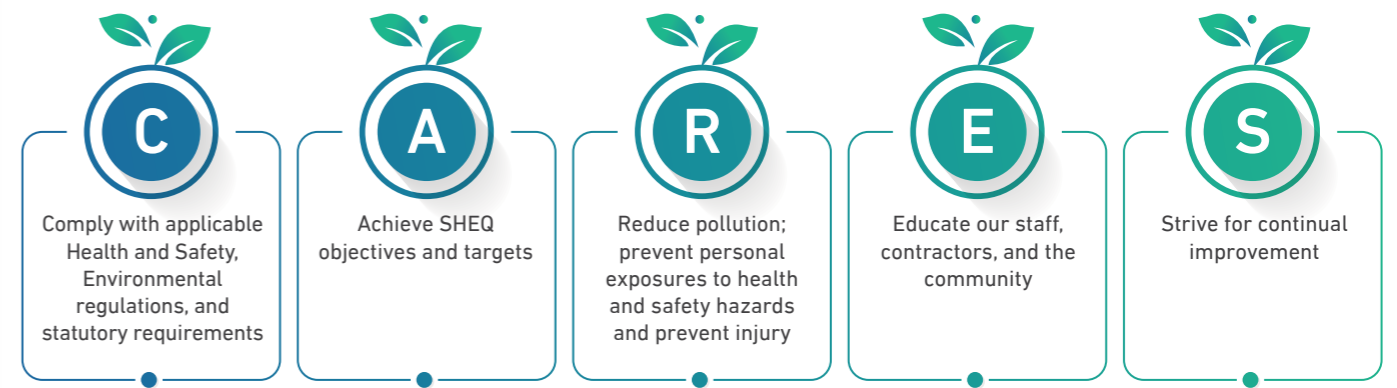 C
Comply with applicable
Health and Safety,
Environmental
regulations, and
statutory requirements
A
Achieve SHEQ
objectives and targets
R
Reduce pollution;
prevent personal
exposures to health
and safety hazards
and prevent injury
E
Educate our staff,
contractors, and the
community
S
Strive for continual
improvement